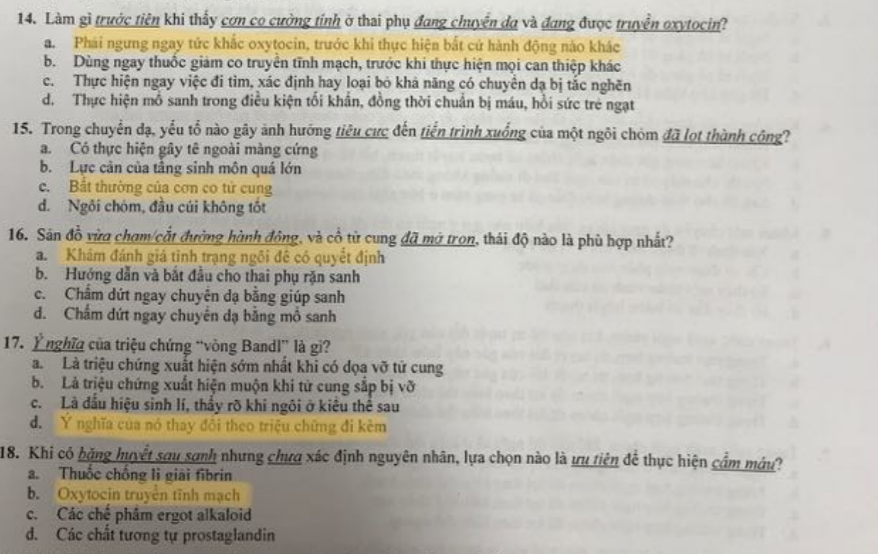 14. Làm gì trước tiên khi thấy cơn co cường tính ở thai phụ đang chuyển dạ và đang được truyền oxytocin?
a. Phải ngưng ngay tức khắc oxytocin, trước khi thực hiện bất cứ hành động nào khác
b. Dùng ngay thuốc giảm co truyền tĩnh mạch, trước khi thực hiện mọi can thiệp khác
c. Thực hiện ngay việc đi tìm, xác định hay loại bỏ khả năng có chuyển dạ bị tắc nghẽn
d. Thực hiện mổ sanh trong điều kiện tối khẩn, đồng thời chuẩn bị máu, hồi sức trẻ ngạt
15. Trong chuyển dạ, yếu tố nào gây ảnh hưởng tiêu cực đến tiến trình xuống của một ngôi chỏm đã lọt thành công?
a. Có thực hiện gây tê ngoài màng cứng
b. Lực cản của tầng sinh môn quá lớn
c. Bất thường của cơn co tử cung
d. Ngôi chỏm, đầu cúi không tốt
16. Sản đồ vừa chạm/cắt đường hành động, và cổ tử cung đã mở trọn, thái độ nào là phù hợp nhất?
a. Khám đánh giá tình trạng ngôi để có quyết định
b. Hướng dẫn và bắt đầu cho thai phụ rặn sanh
c. Chấm dứt ngay chuyển dạ bằng giúp sanh
d. Chấm dứt ngay chuyển dạ bằng mổ sanh
17. Ý nghĩa của triệu chứng “vòng Bandl” là gì?
a. Là triệu chứng xuất hiện sớm nhất khi có dọa vỡ tử cung
b. Là triệu chứng xuất hiện muộn khi tử cung sắp bị vỡ
c. Là dấu hiệu sinh lí, thấy rõ khi ngôi ở kiểu thế sau
d. Ý nghĩa của nó thay đổi theo triệu chứng đi kèm
18. Khi có băng huyết sau sanh nhưng chưa xác định nguyên nhân, lựa chọn nào là ưu tiên để thực hiện cầm máu?
a. Thuốc chống li giải fibrin
b. Oxytocin truyền tĩnh mạch
c. Các chế phẩm ergot alkaloid
d. Các chất tương tự prostaglandin